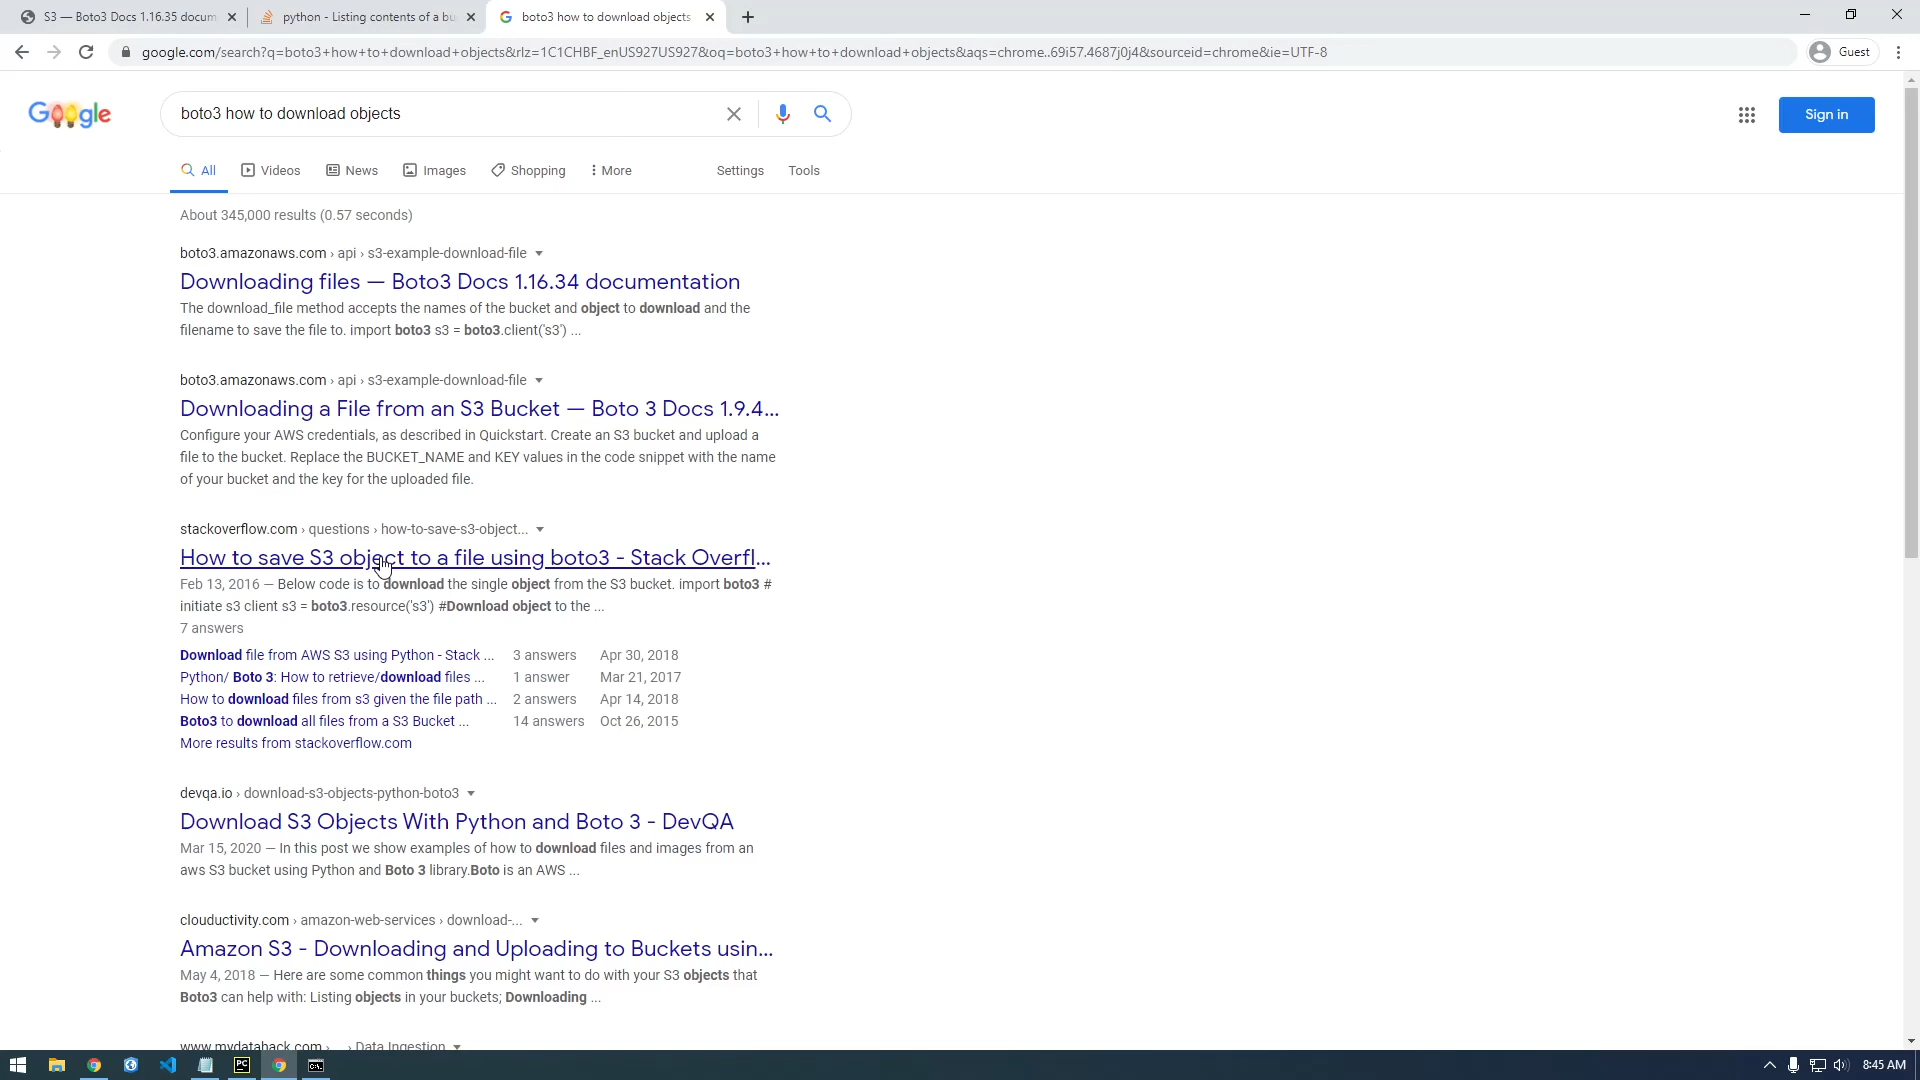 S3 — Boto3 Docs 1.16.35 docum
python - Listing contents of a bu
boto3 how to download objects
google.com/search?q=boto3+how+to+download+objects&rlz=1C1CHBF_enUS927US927&oq=boto3+how+to+download+objects&aqs=chrome..69i57.4687j0j4&sourceid=chrome&ie=UTF-8
Guest
Google
boto3 how to download objects
Sign in
All Videos News Images Shopping More Settings Tools
About 345,000 results (0.57 seconds)
boto3.amazonaws.com › api › s3-example-download-file
Downloading files — Boto3 Docs 1.16.34 documentation
The download_file method accepts the names of the bucket and object to download and the
filename to save the file to. import boto3 s3 = boto3.client('s3') ...
boto3.amazonaws.com › api › s3-example-download-file
Downloading a File from an S3 Bucket — Boto 3 Docs 1.9.4...
Configure your AWS credentials, as described in Quickstart. Create an S3 bucket and upload a
file to the bucket. Replace the BUCKET_NAME and KEY values in the code snippet with the name
of your bucket and the key for the uploaded file.
stackoverflow.com › questions › how-to-save-s3-object...
How to save S3 object to a file using boto3 - Stack Overfl...
Feb 13, 2016 — Below code is to download the single object from the S3 bucket. import boto3 #
initiate s3 client s3 = boto3.resource('s3') #Download object to the ...
7 answers
Download file from AWS S3 using Python - Stack ... 3 answers Apr 30, 2018
Python/ Boto 3: How to retrieve/download files ... 1 answer Mar 21, 2017
How to download files from s3 given the file path ... 2 answers Apr 14, 2018
Boto3 to download all files from a S3 Bucket ... 14 answers Oct 26, 2015
More results from stackoverflow.com
devqa.io › download-s3-objects-python-boto3
Download S3 Objects With Python and Boto 3 - DevQA
Mar 15, 2020 — In this post we show examples of how to download files and images from an
aws S3 bucket using Python and Boto 3 library.Boto is an AWS ...
clouductivity.com › amazon-web-services › download-...
Amazon S3 - Downloading and Uploading to Buckets usin...
May 4, 2018 — Here are some common things you might want to do with your S3 objects that
Boto3 can help with: Listing objects in your buckets; Downloading ...
www.mydatahack.com › ... › Data Ingestion
PC
8:45 AM